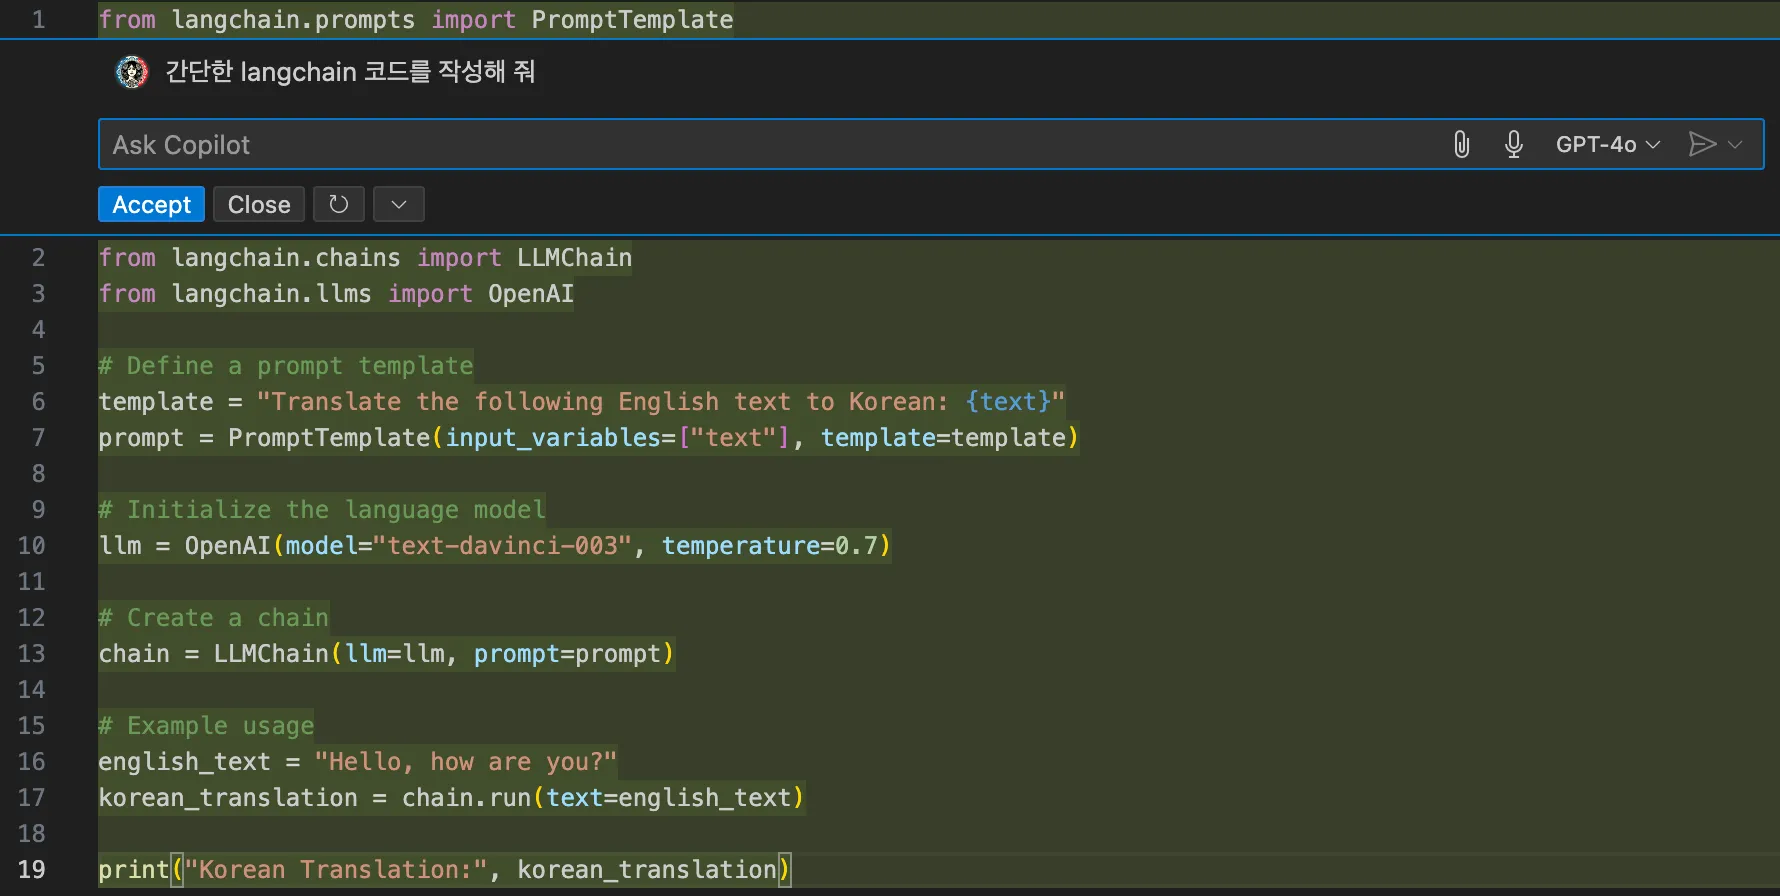 1 from langchain.prompts import PromptTemplate
간단한 langchain 코드를 작성해 줘
Ask Copilot GPT-4o
Accept Close
2 from langchain.chains import LLMChain
3 from langchain.llms import OpenAI
4
5 # Define a prompt template
6 template = "Translate the following English text to Korean: {text}"
7 prompt = PromptTemplate(input_variables=["text"], template=template)
8
9 # Initialize the language model
10 llm = OpenAI(model="text-davinci-003", temperature=0.7)
11
12 # Create a chain
13 chain = LLMChain(llm=llm, prompt=prompt)
14
15 # Example usage
16 english_text = "Hello, how are you?"
17 korean_translation = chain.run(text=english_text)
18
19 print("Korean Translation:", korean_translation)